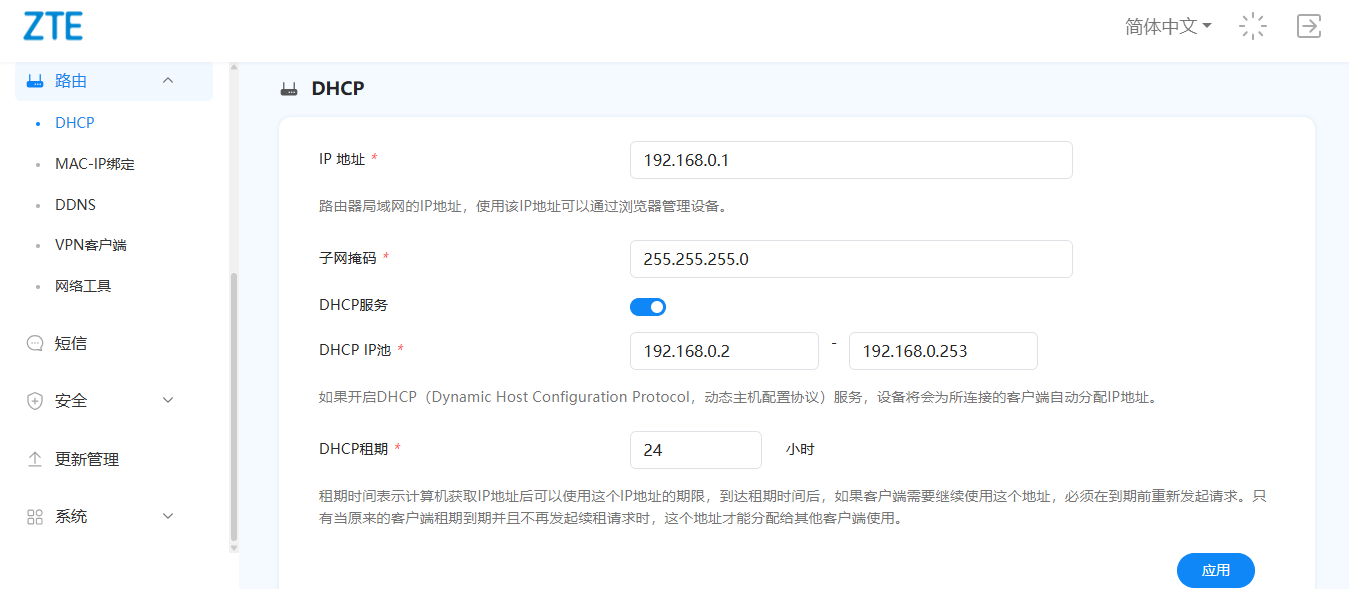 ZTE
简体中文
路由
DHCP
MAC-IP绑定
DDNS
VPN客户端
网络工具
短信
安全
更新管理
系统
DHCP
IP 地址 *
192.168.0.1
路由器局域网的IP地址，使用该IP地址可以通过浏览器管理设备。
子网掩码 *
255.255.255.0
DHCP服务
DHCP IP池 *
192.168.0.2 - 192.168.0.253
如果开启DHCP（Dynamic Host Configuration Protocol，动态主机配置协议）服务，设备将会为所连接的客户端自动分配IP地址。
DHCP租期 *
24 小时
租期时间表示计算机获取IP地址后可以使用这个IP地址的期限，到达租期时间后，如果客户端需要继续使用这个地址，必须在到期前重新发起请求。只
有当原来的客户端租期到期并且不再发起续租请求时，这个地址才能分配给其他客户端使用。
应用